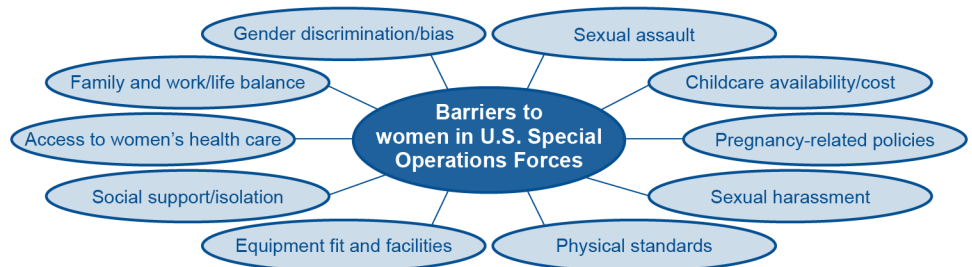 Gender discrimination/bias
Sexual assault
Family and work/life balance
Childcare availability/cost
Barriers to
women in U.S. Special
Operations Forces
Access to women’s health care
Pregnancy-related policies
Social support/isolation
Sexual harassment
Equipment fit and facilities
Physical standards